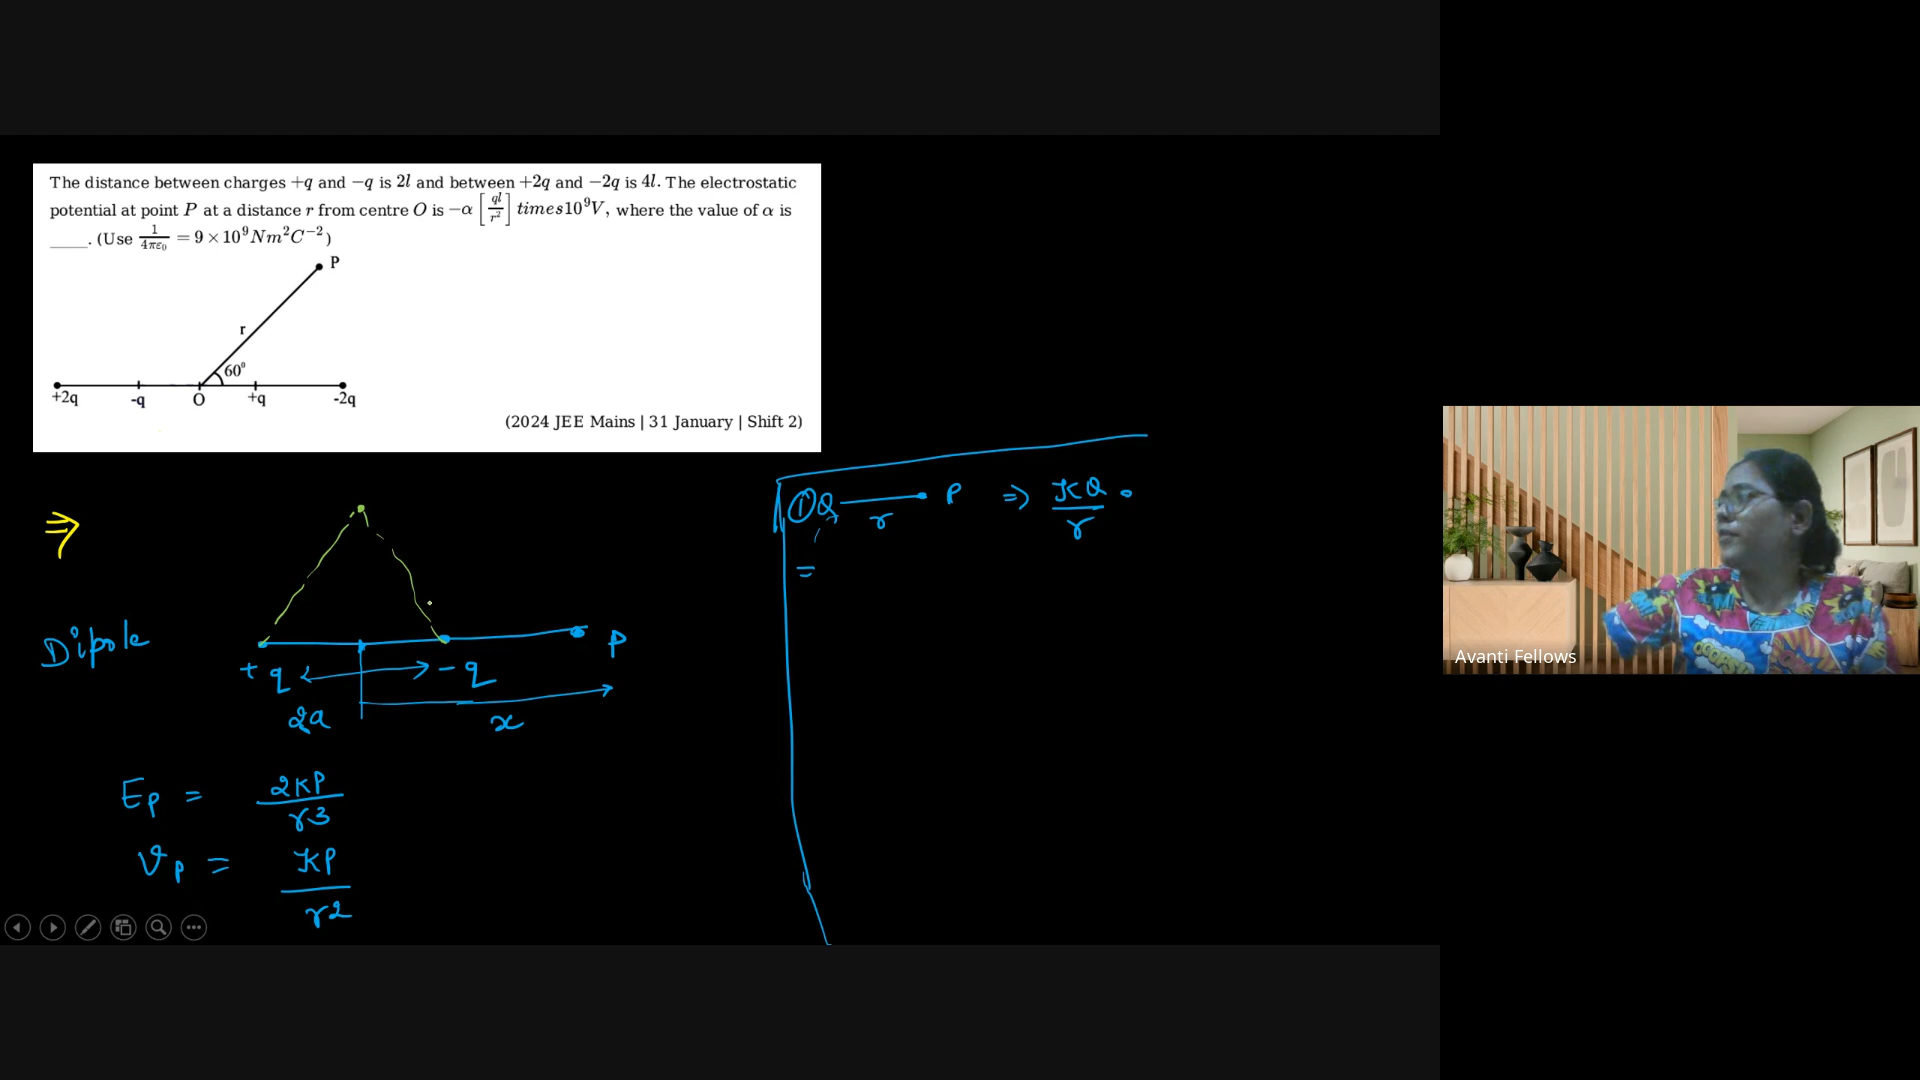 The distance between charges +q and −q is 2l and between +2q and −2q is 4l. The electrostatic
potential at point P at a distance r from centre O is −α [ql/r²] times10⁹V, where the value of α is
____. (Use 1/4πε₀ = 9 × 10⁹Nm²C⁻²)
P
r
60°
+2q -q O +q -2q
(2024 JEE Mains | 31 January | Shift 2)
①Q r P ⇒ KQ/r
=
⇒
Dipole
+q -q P
2a x
Ep = 2KP/r3
Vp = KP/r2
Avanti Fellows